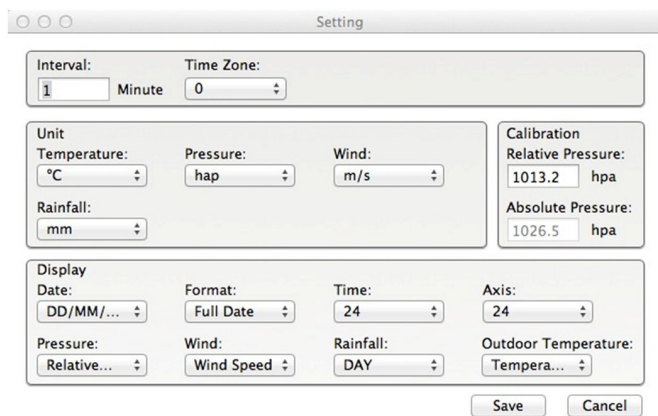 Setting
Interval: Time Zone:
1 Minute 0
Unit
Temperature: Pressure: Wind:
°C hap m/s
Rainfall:
mm
Calibration
Relative Pressure:
1013.2 hpa
Absolute Pressure:
1026.5 hpa
Display
Date: Format: Time: Axis:
DD/MM/... Full Date 24 24
Pressure: Wind: Rainfall: Outdoor Temperature:
Relative... Wind Speed DAY Tempera...
Save Cancel